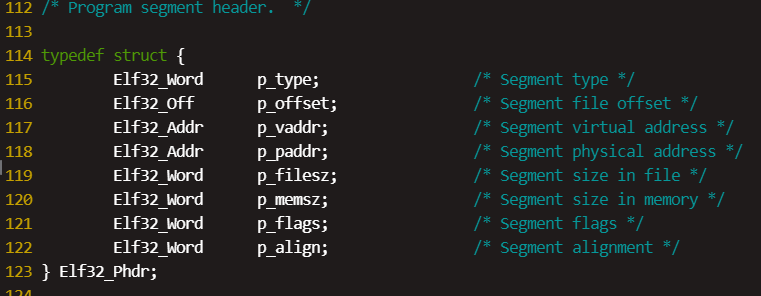 112 /* Program segment header.  */
113
114 typedef struct {
115         Elf32_Word      p_type;                 /* Segment type */
116         Elf32_Off       p_offset;               /* Segment file offset */
117         Elf32_Addr      p_vaddr;                /* Segment virtual address */
118         Elf32_Addr      p_paddr;                /* Segment physical address */
119         Elf32_Word      p_filesz;               /* Segment size in file */
120         Elf32_Word      p_memsz;                /* Segment size in memory */
121         Elf32_Word      p_flags;                /* Segment flags */
122         Elf32_Word      p_align;                /* Segment alignment */
123 } Elf32_Phdr;
124